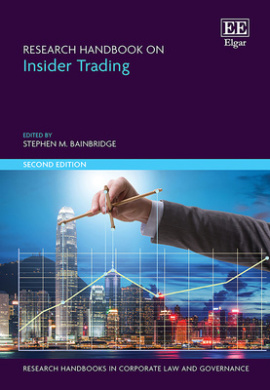 EE
Elgar
RESEARCH HANDBOOK ON
Insider Trading
EDITED BY
STEPHEN M. BAINBRIDGE
SECOND EDITION
RESEARCH HANDBOOKS IN CORPORATE LAW AND GOVERNANCE